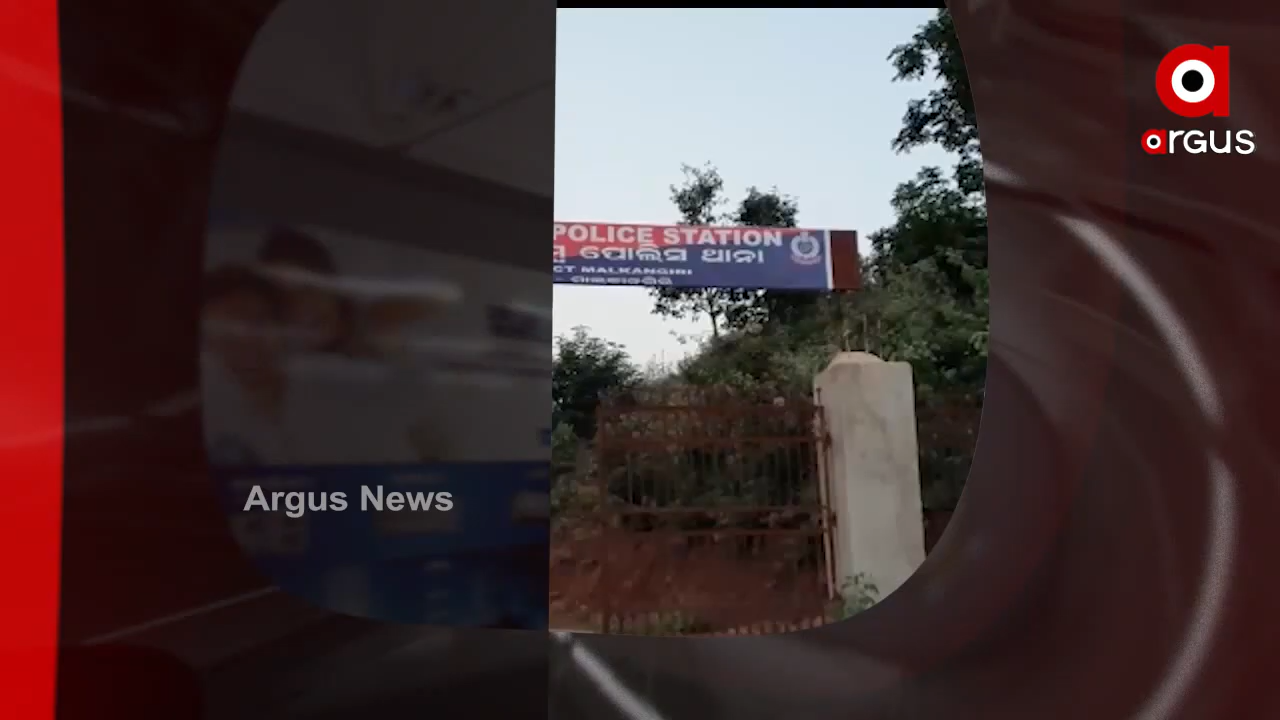 argus
POLICE STATION
ପୋଲିସ ଥାନା
CT MALKANGIRI
Argus News